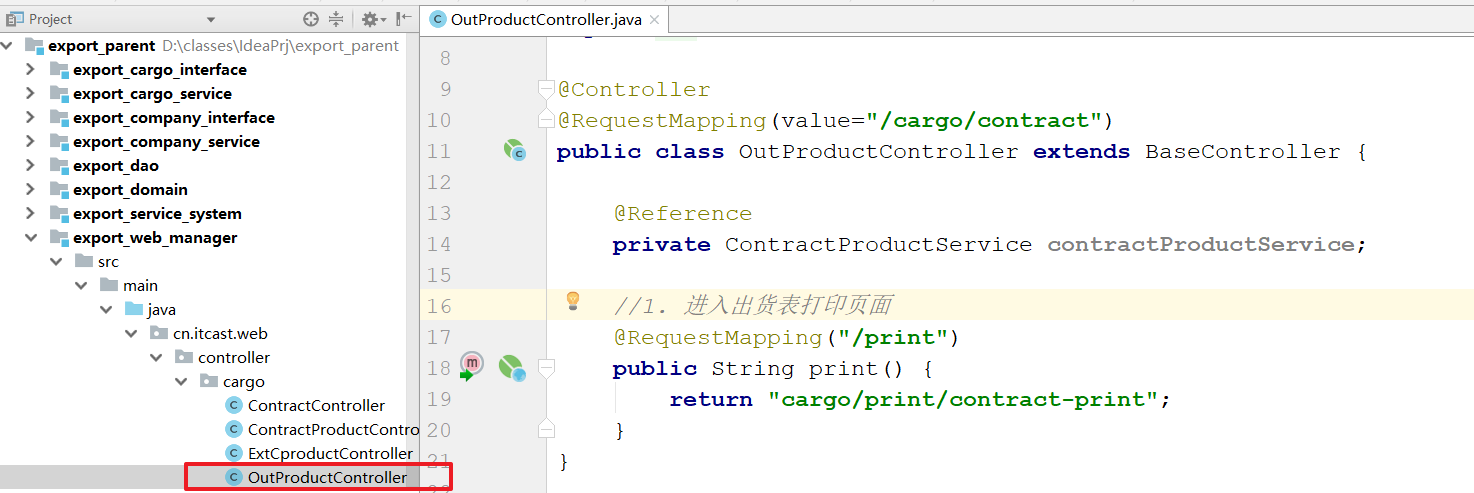 Project
export_parent D:\classes\IdeaPrj\export_parent
export_cargo_interface
export_cargo_service
export_company_interface
export_company_service
export_dao
export_domain
export_service_system
export_web_manager
src
main
java
cn.itcast.web
controller
cargo
ContractController
ContractProductContro
ExtCproductController
OutProductController
OutProductController.java
8
9 @Controller
10 @RequestMapping(value="/cargo/contract")
11 public class OutProductController extends BaseController {
12
13 @Reference
14 private ContractProductService contractProductService;
15
16 //1. 进入出货表打印页面
17 @RequestMapping("/print")
18 public String print() {
19 return "cargo/print/contract-print";
20 }
21 }